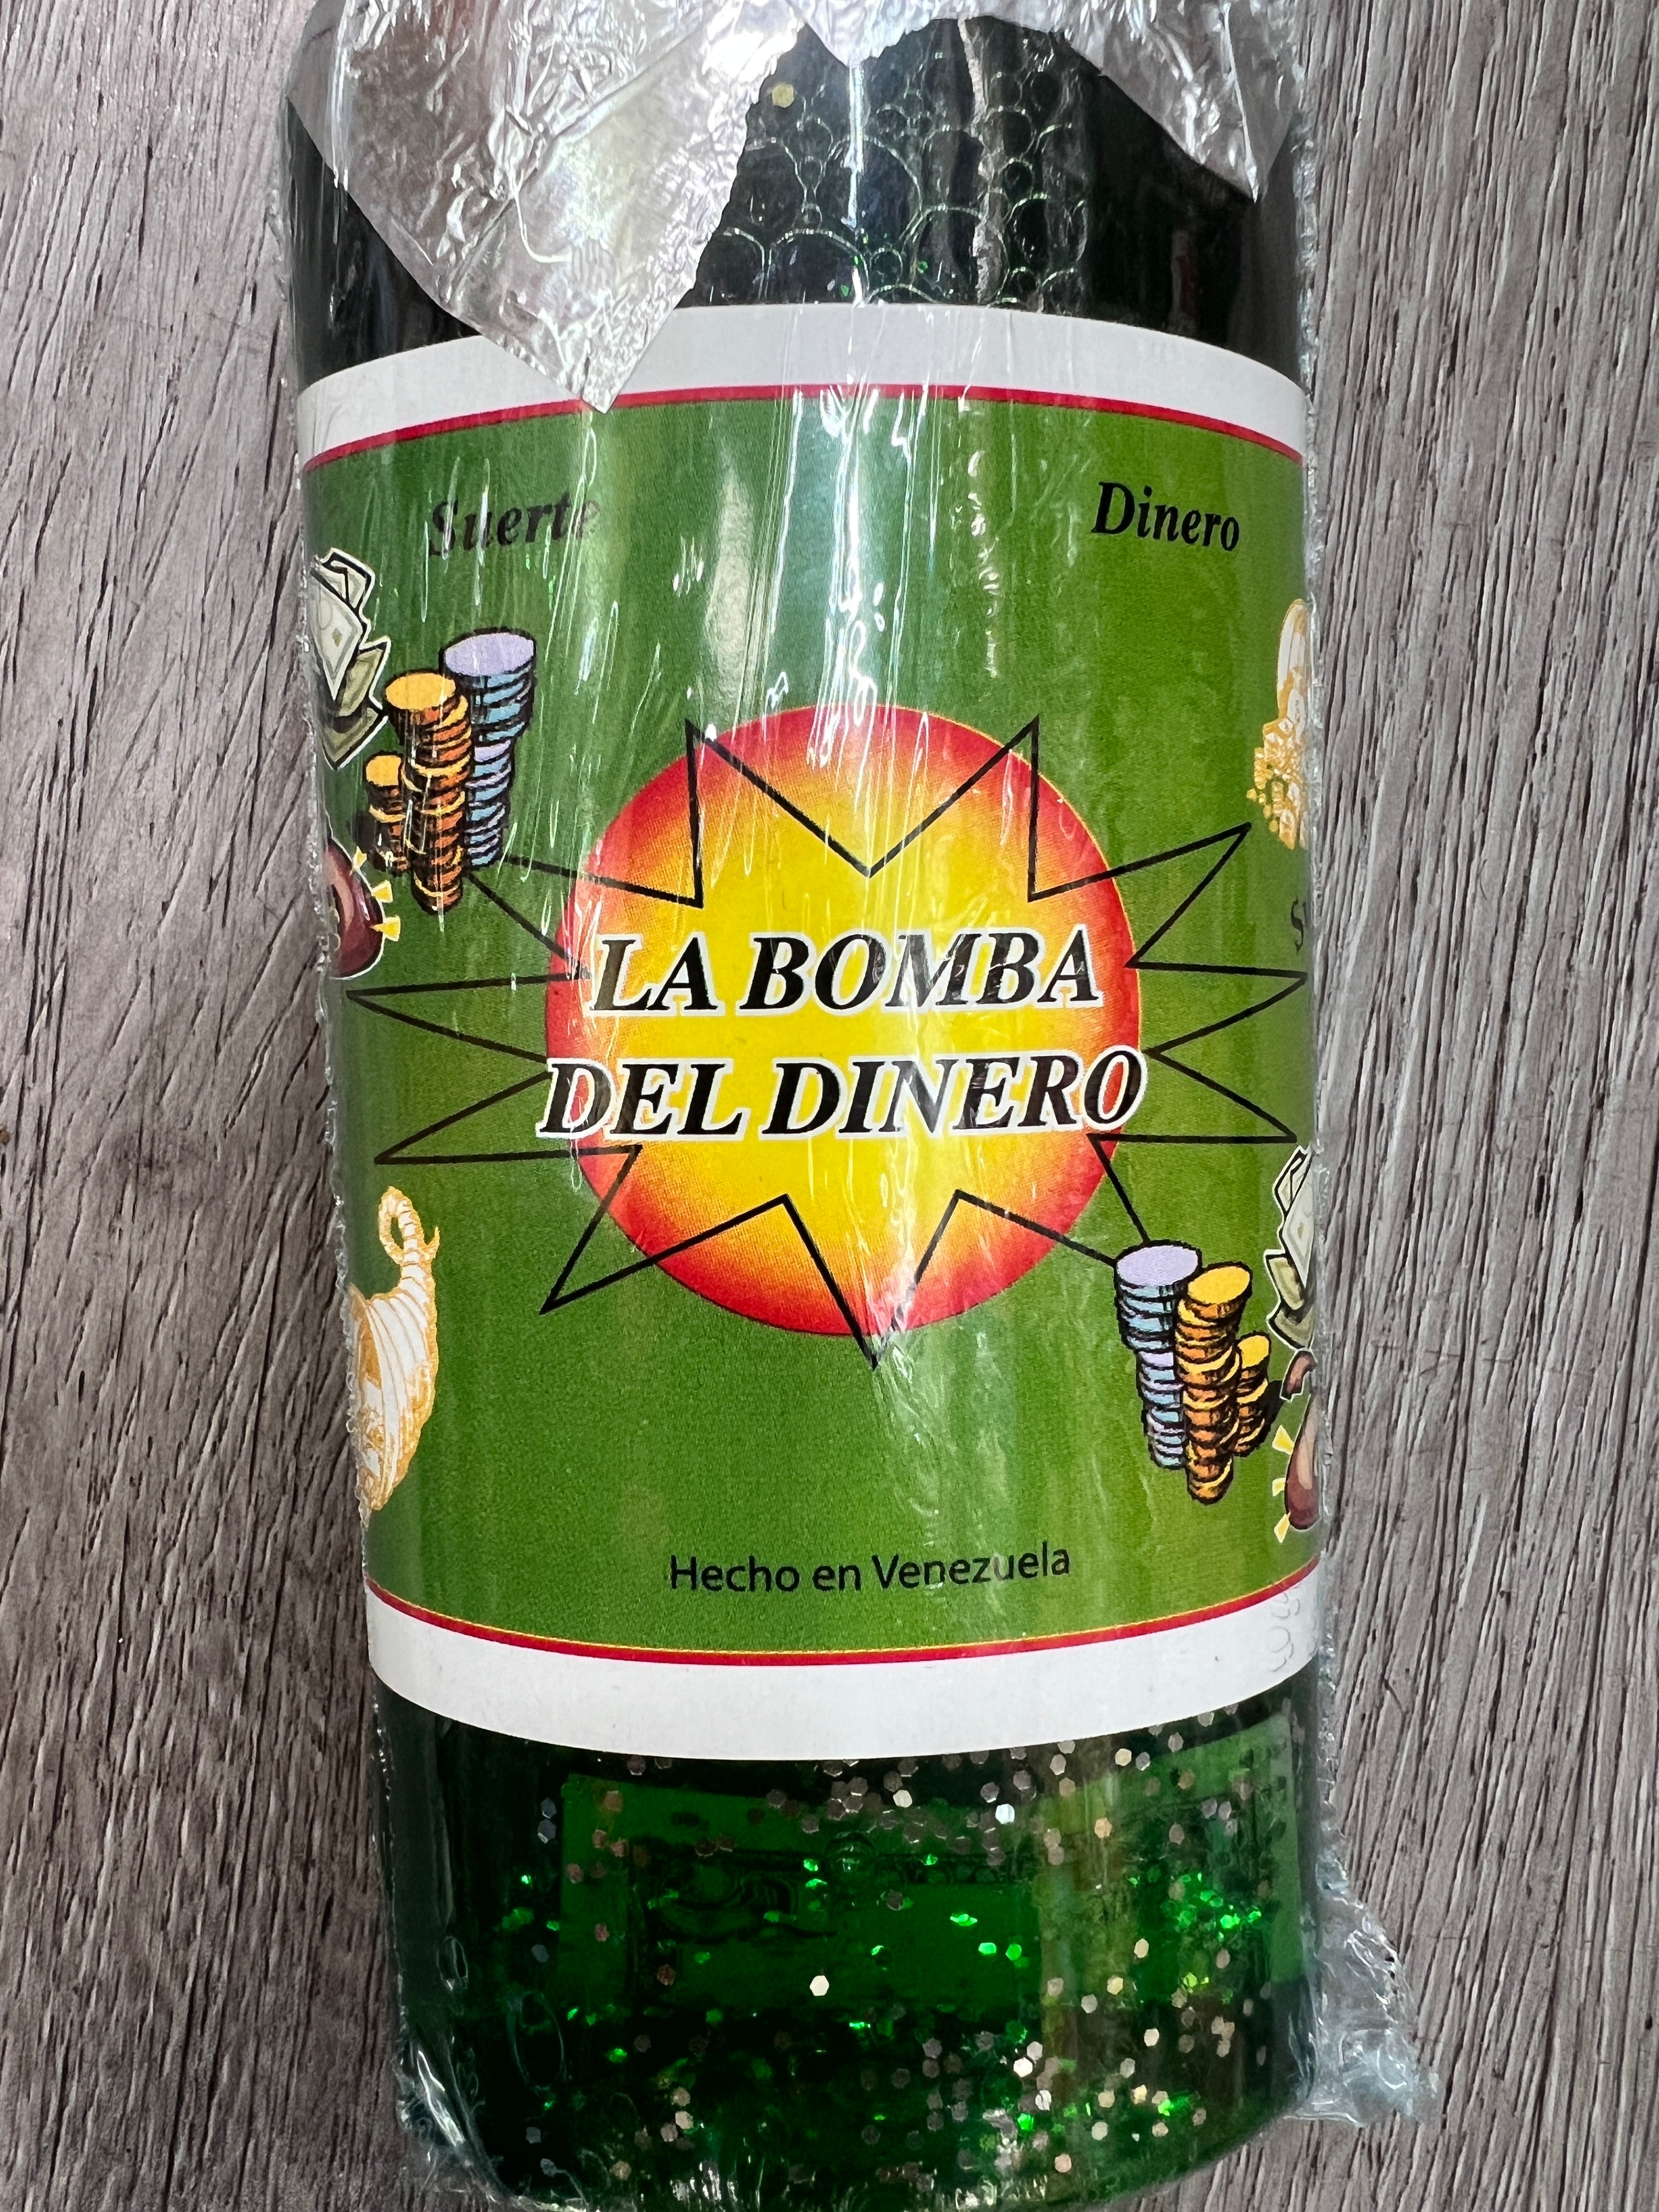 Suerte
Dinero
LA BOMBA
DEL DINERO
Hecho en Venezuela